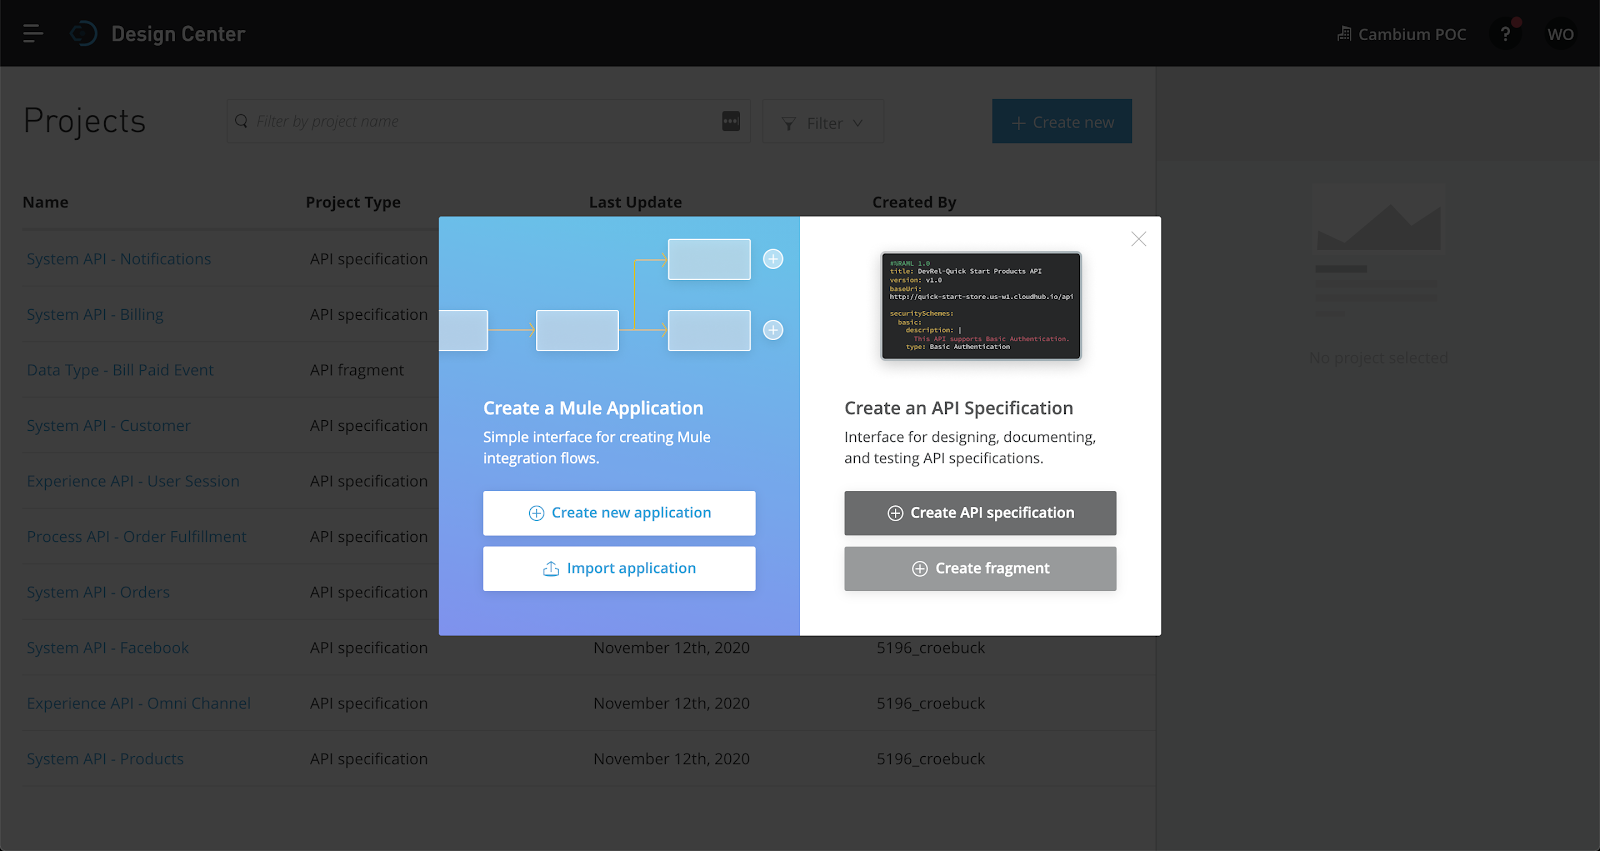 Design Center
Cambium POC
?
WO
Projects
Filter by project name
Filter
Create new
Name
Project Type
Last Update
Created By
System API - Notifications
API specification
System API - Billing
API specification
Data Type - Bill Paid Event
API fragment
System API - Customer
API specification
Experience API - User Session
API specification
Process API - Order Fulfillment
API specification
System API - Orders
API specification
System API - Facebook
API specification
November 12th, 2020
5196_croebuck
Experience API - Omni Channel
API specification
November 12th, 2020
5196_croebuck
System API - Products
API specification
November 12th, 2020
5196_croebuck
Create a Mule Application
Simple interface for creating Mule
integration flows.
Create new application
Import application
#%RAML 1.0
title: DevRel-Quick Start Products API
version: v1.0
baseUri:
http://quick-start-store.us-w1.cloudhub.io/api
securitySchemes:
basic:
description: |
This API supports Basic Authentication.
type: Basic Authentication
Create an API Specification
Interface for designing, documenting,
and testing API specifications.
Create API specification
Create fragment
No project selected